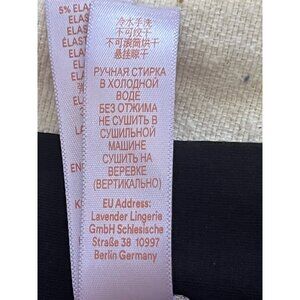 5% ELAS
ELAS
ÉLAST
冷水手洗
不可绞干
不可滚筒烘干
悬挂晾干
РУЧНАЯ СТИРКА
В ХОЛОДНОЙ
ВОДЕ
БЕЗ ОТЖИМА
НЕ СУШИТЬ В
СУШИЛЬНОЙ
МАШИНЕ
СУШИТЬ НА
ВЕРЕВКЕ
(ВЕРТИКАЛЬНО)
EU Address:
Lavender Lingerie
GmbH Schlesische
Straße 38 10997
Berlin Germany